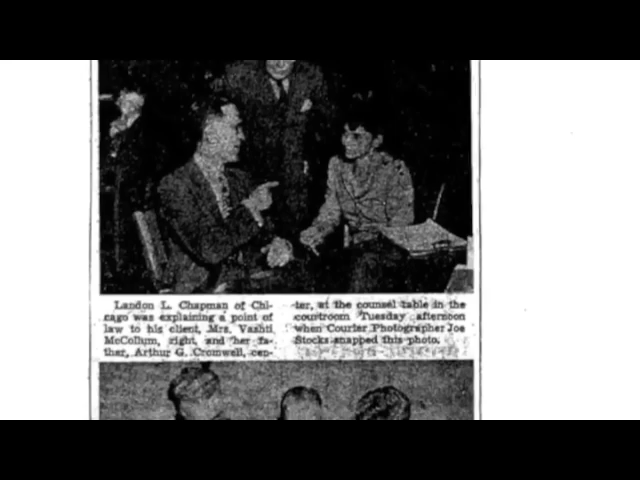 Landon L. Chapman of Chi-
cago was explaining a point of
law to his client, Mrs. Vashti
McCollum, right, and her fa-
ther, Arthur G. Cromwell, cen-
ter, at the counsel table in the
courtroom Tuesday afternoon
when Courier Photographer Joe
Stocks snapped this photo.